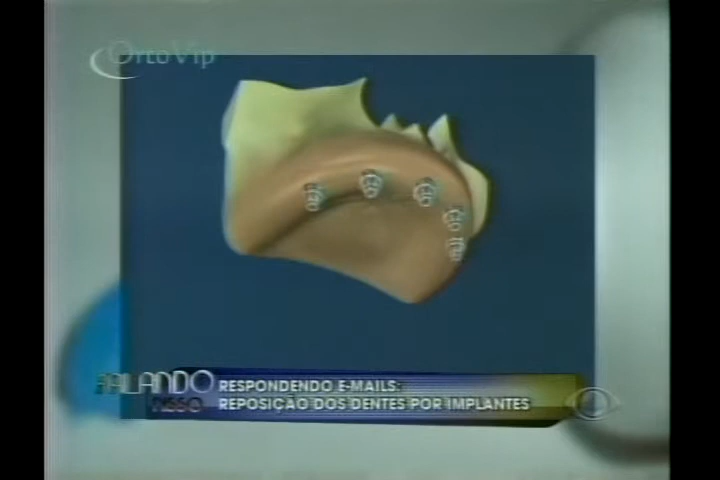 OrtoVip
FALANDO
NISSO
RESPONDENDO E-MAILS:
REPOSIÇÃO DOS DENTES POR IMPLANTES